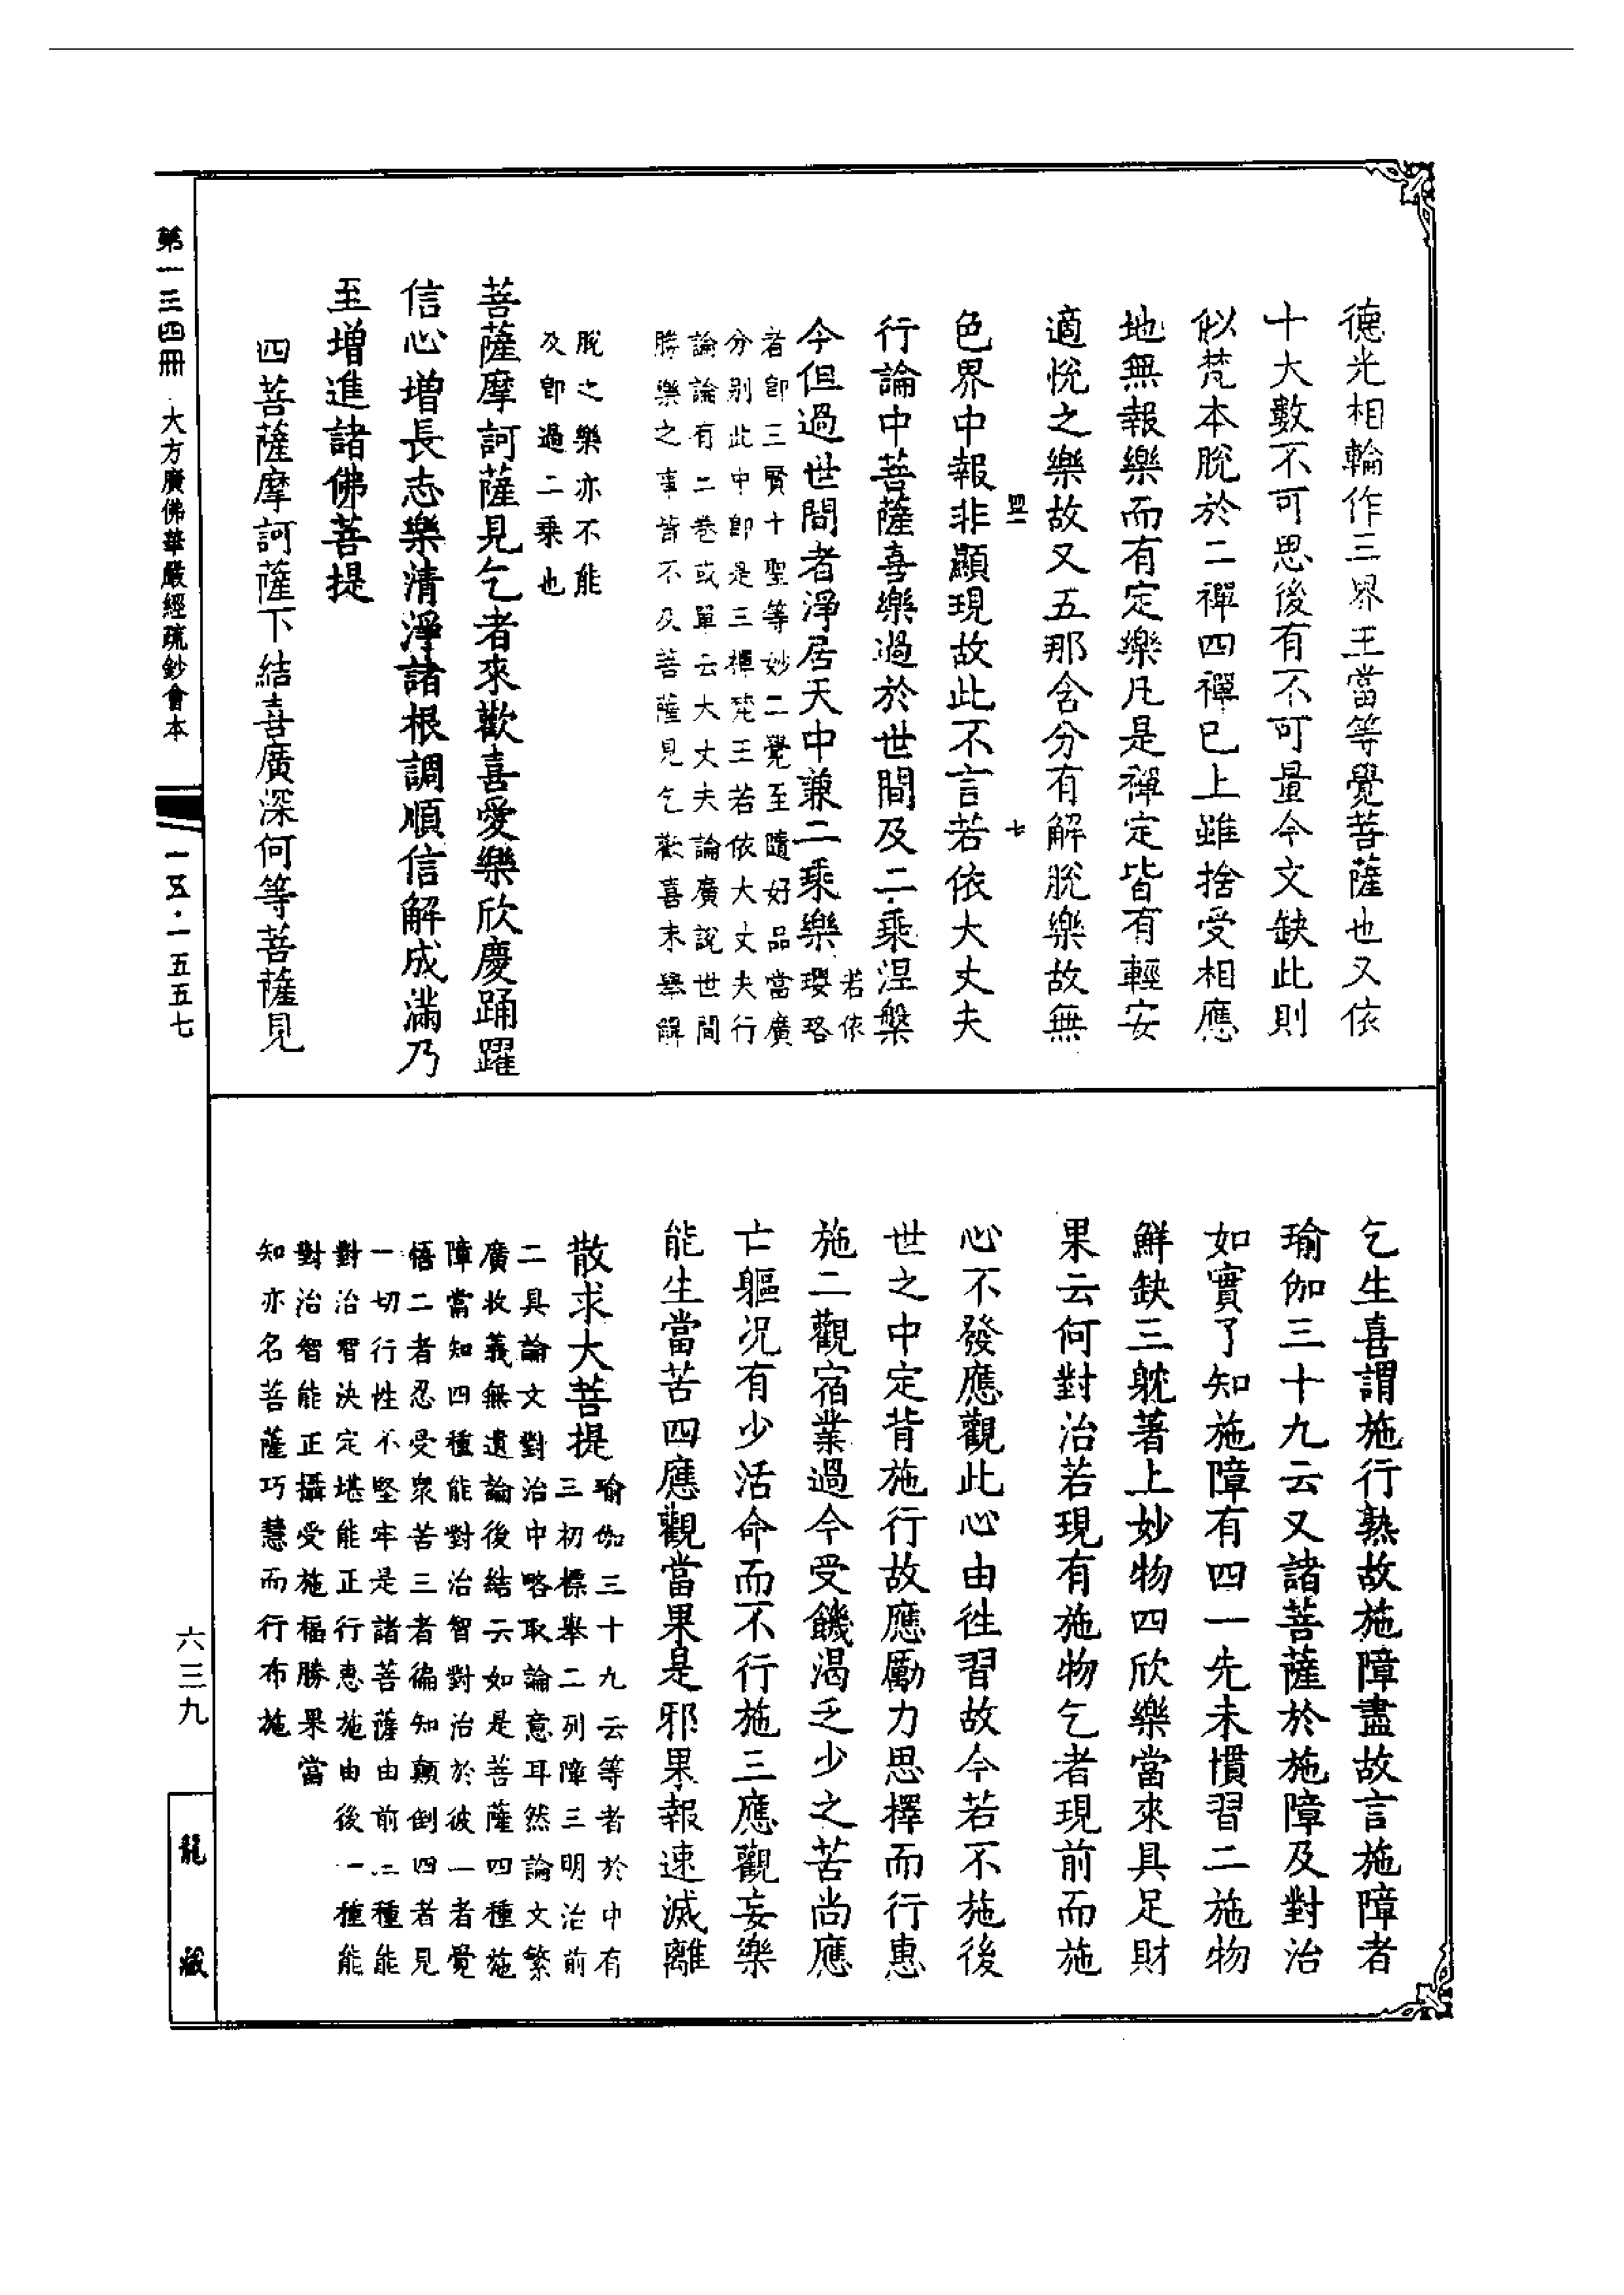 德光相輪作三界王當等覺菩薩也又依
十大數不可思後有不可量今文缺此則
似梵本脫於二禪四禪已上雖捨受相應
地無報樂而有定樂凡是禪定皆有輕安
適悅之樂故又五那含分有解脫樂故無
色界中報非顯現故此不言若依大丈夫
行論中菩薩喜樂過於世間及二乘涅槃
今但過世間者淨居天中兼二乘樂若依
瓔珞
者卽三賢十聖等妙二覺至隨好品當廣
分別此中卽是三禪梵王若依大丈夫行
論論有二卷或單云大丈夫論廣說世間
勝樂之事皆不及菩薩見乞歡喜末舉解
脫之樂亦不能
及卽過二乘也
菩薩摩訶薩見乞者來歡喜愛樂欣慶踊躍
信心增長志樂清淨諸根調順信解成滿乃
至增進諸佛菩提
四菩薩摩訶薩下結喜廣深何等菩薩見
七
乞生喜謂施行熟故施障盡故言施障者
瑜伽三十九云又諸菩薩於施障及對治
如實了知施障有四一先未慣習二施物
鮮缺三躭著上妙物四欣樂當來具足財
果云何對治若現有施物乞者現前而施
心不發應觀此心由徃習故今若不施後
世之中定背施行故應勵力思擇而行惠
施二觀宿業過今受饑渴乏少之苦尚應
亡軀况有少活命而不行施三應觀妄樂
能生當苦四應觀當果是邪果報速滅離
散求大菩提瑜伽三十九云等者於中有
三初標舉二列障三明治前
二具論文對治中略取論意耳然論文繁
廣收義無遺論後結云如是菩薩四種施
障當知四種能對治智對治於彼一者覺
悟二者忍受衆苦三者徧知顛倒四者見
一切行性不堅牢是諸菩薩由前二種能
對治智決定堪能正行惠施由後一種能
對治智能正攝受施福勝果當
知亦名菩薩巧慧而行布施
第一三四冊 大方廣佛華嚴經疏鈔會本
一五·一五五七
六三九
龍藏